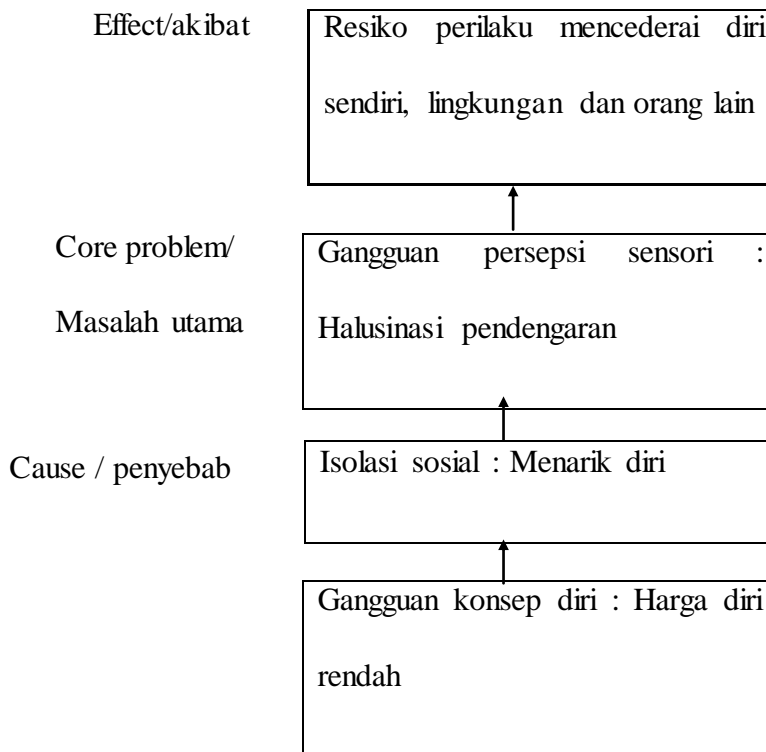 Effect/akibat
Resiko perilaku mencederai diri
sendiri, lingkungan dan orang lain
Core problem/
Masalah utama
Gangguan persepsi sensori :
Halusinasi pendengaran
Cause / penyebab
Isolasi sosial : Menarik diri
Gangguan konsep diri : Harga diri
rendah